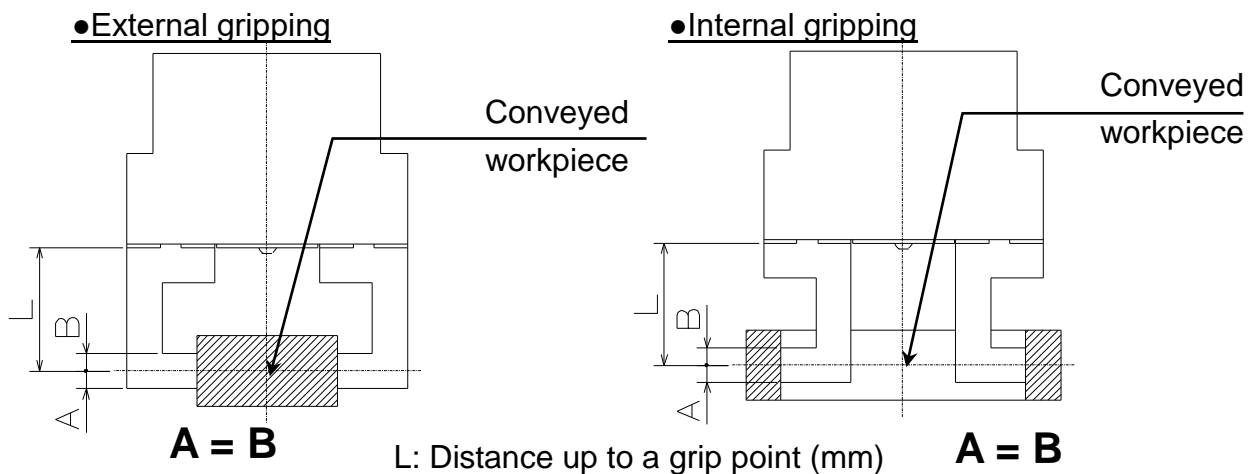 ●External gripping
●Internal gripping
Conveyed
workpiece
Conveyed
workpiece
L
B
A
L
B
A
A = B
L: Distance up to a grip point (mm)
A = B